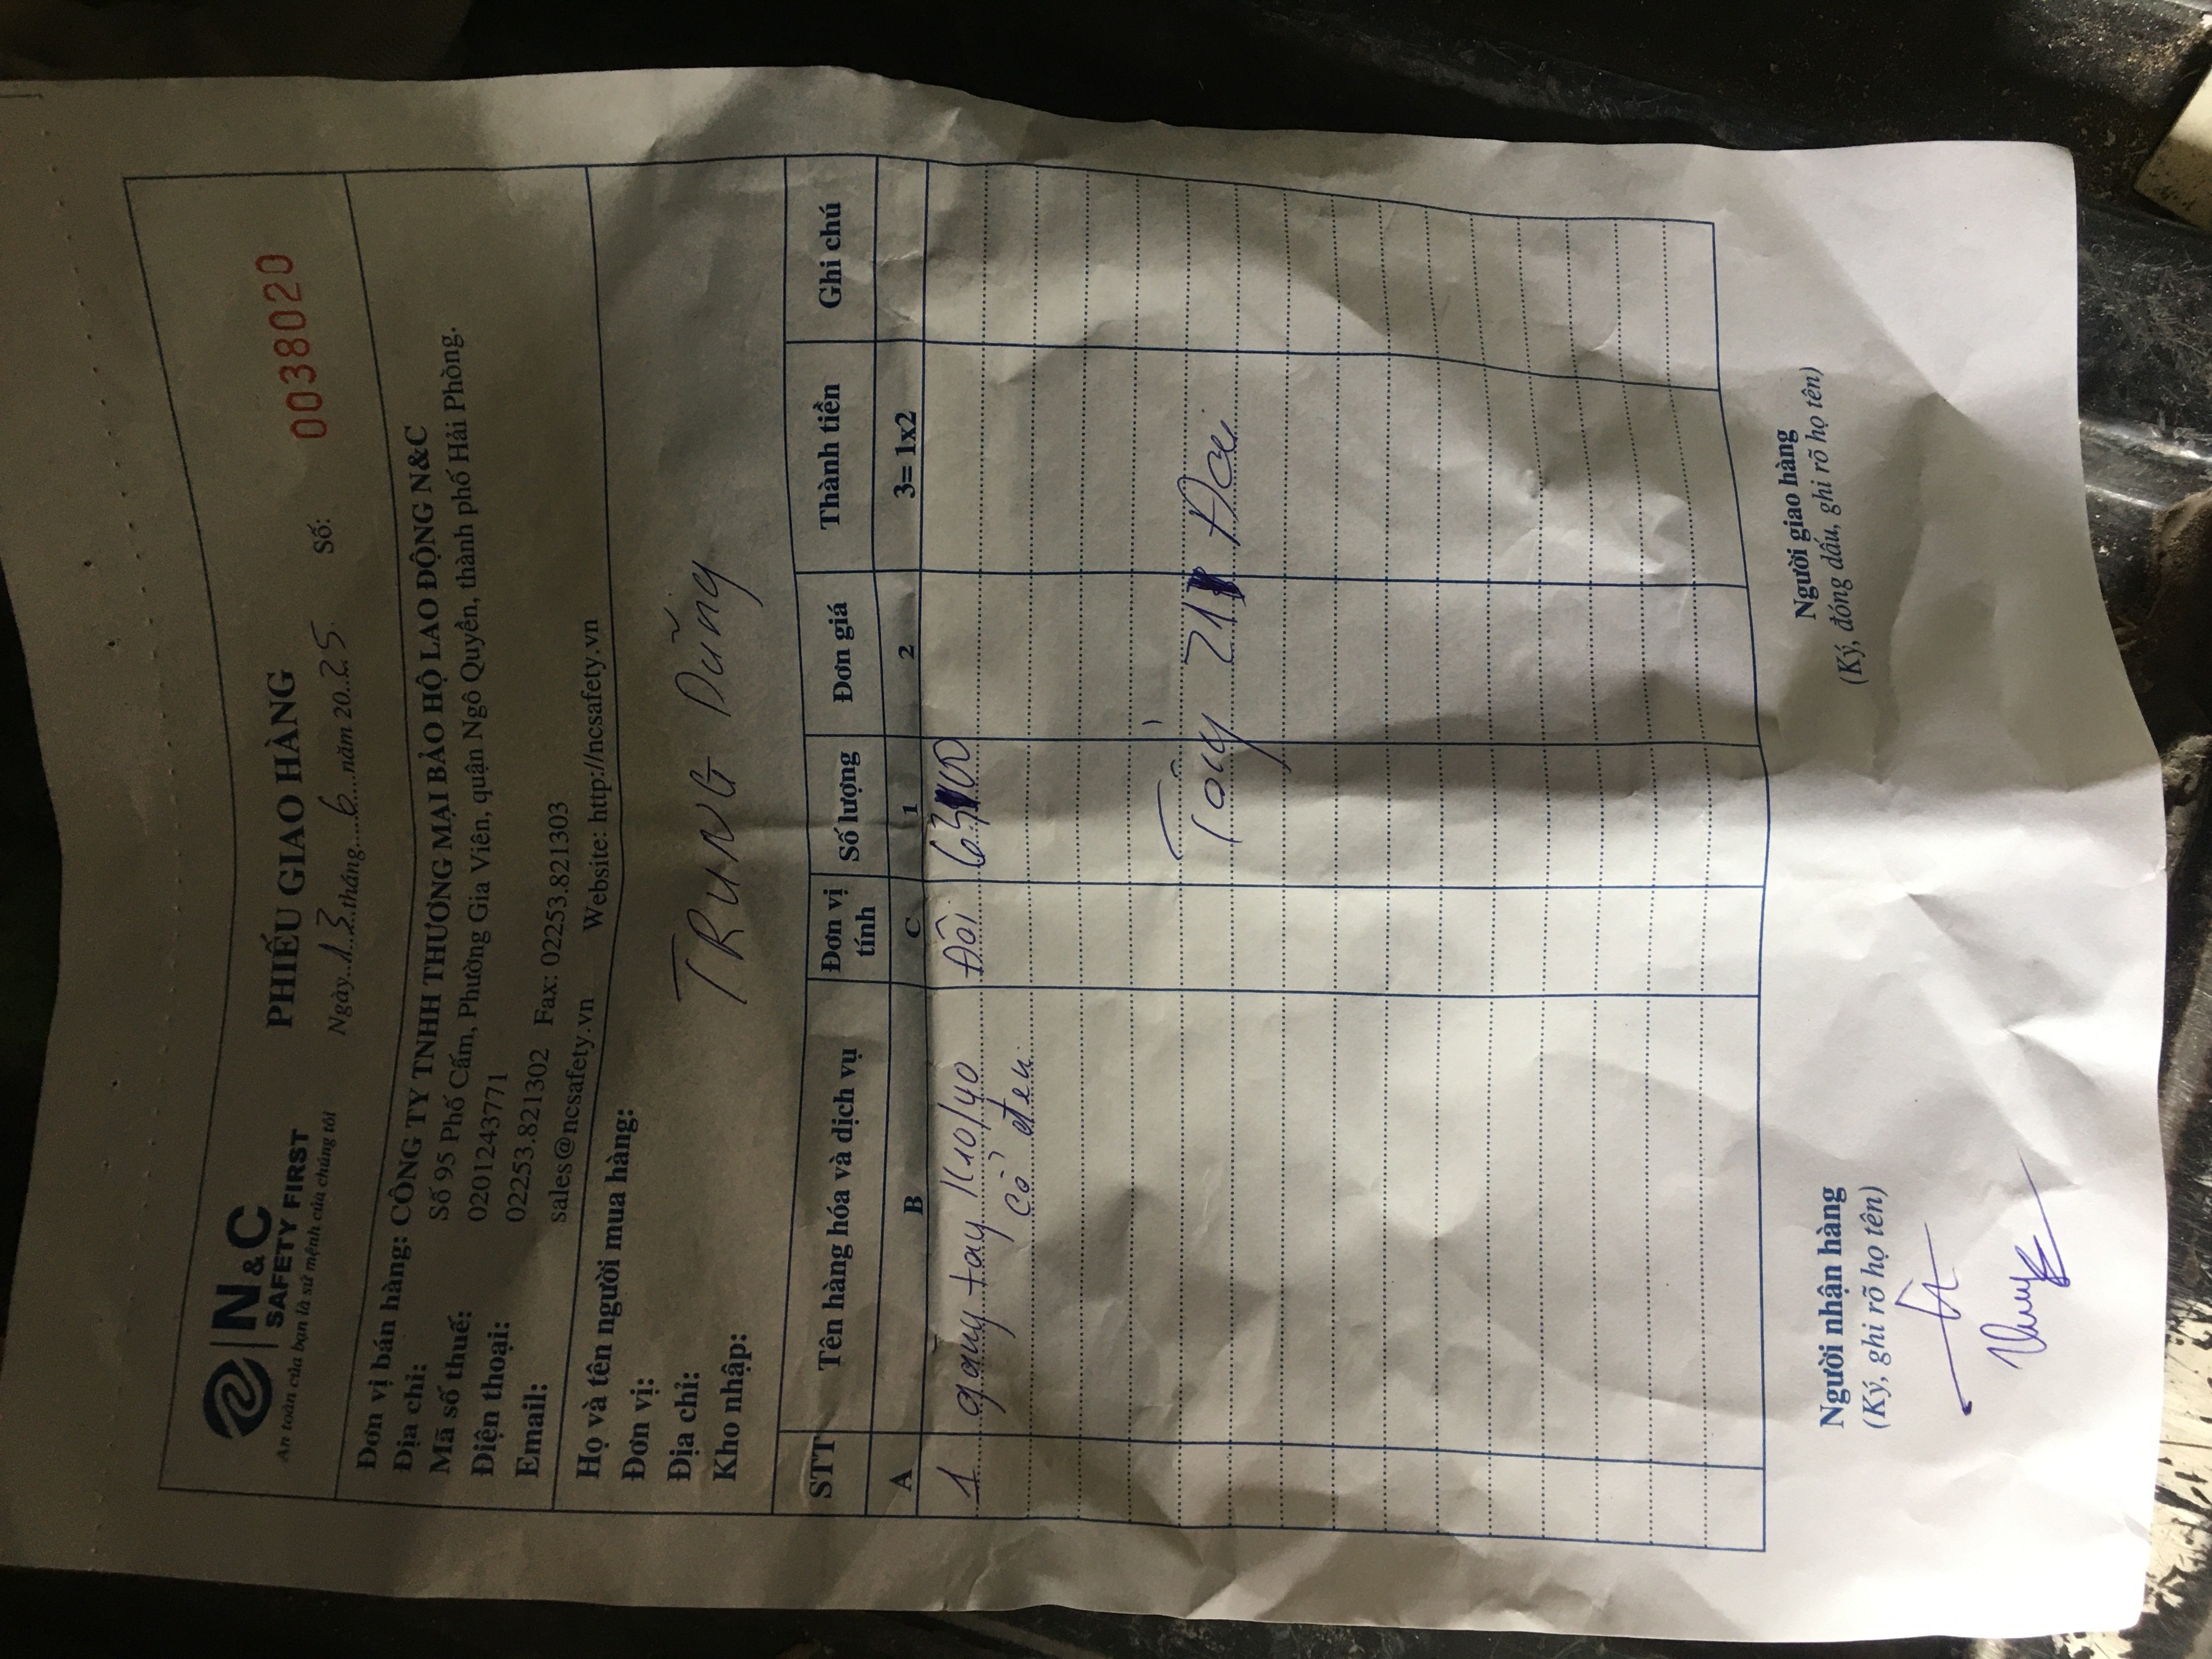 N&C
SAFETY FIRST
An toàn của bạn là sứ mệnh của chúng tôi
PHIẾU GIAO HÀNG
Ngày 13 tháng 6 năm 2025 Số: 0038020
Đơn vị bán hàng: CÔNG TY TNHH THƯƠNG MẠI BẢO HỘ LAO ĐỘNG N&C
Địa chỉ: Số 95 Phố Cấm, Phường Gia Viên, quận Ngô Quyền, thành phố Hải Phòng.
Mã số thuế: 0201243771
Điện thoại: 02253.821302 Fax: 02253.821303
Email: sales@ncsafety.vn Website: http://ncsafety.vn
Họ và tên người mua hàng:
Đơn vị: TRUNG DŨNG
Địa chỉ:
Kho nhập:
STT Tên hàng hóa và dịch vụ Đơn vị tính Số lượng Đơn giá Thành tiền Ghi chú
A B C 1 2 3= 1x2
1 găng tay K10/40 Đôi
cổ đen
Người nhận hàng Người giao hàng
(Ký, ghi rõ họ tên) (Ký, đóng dấu, ghi rõ họ tên)